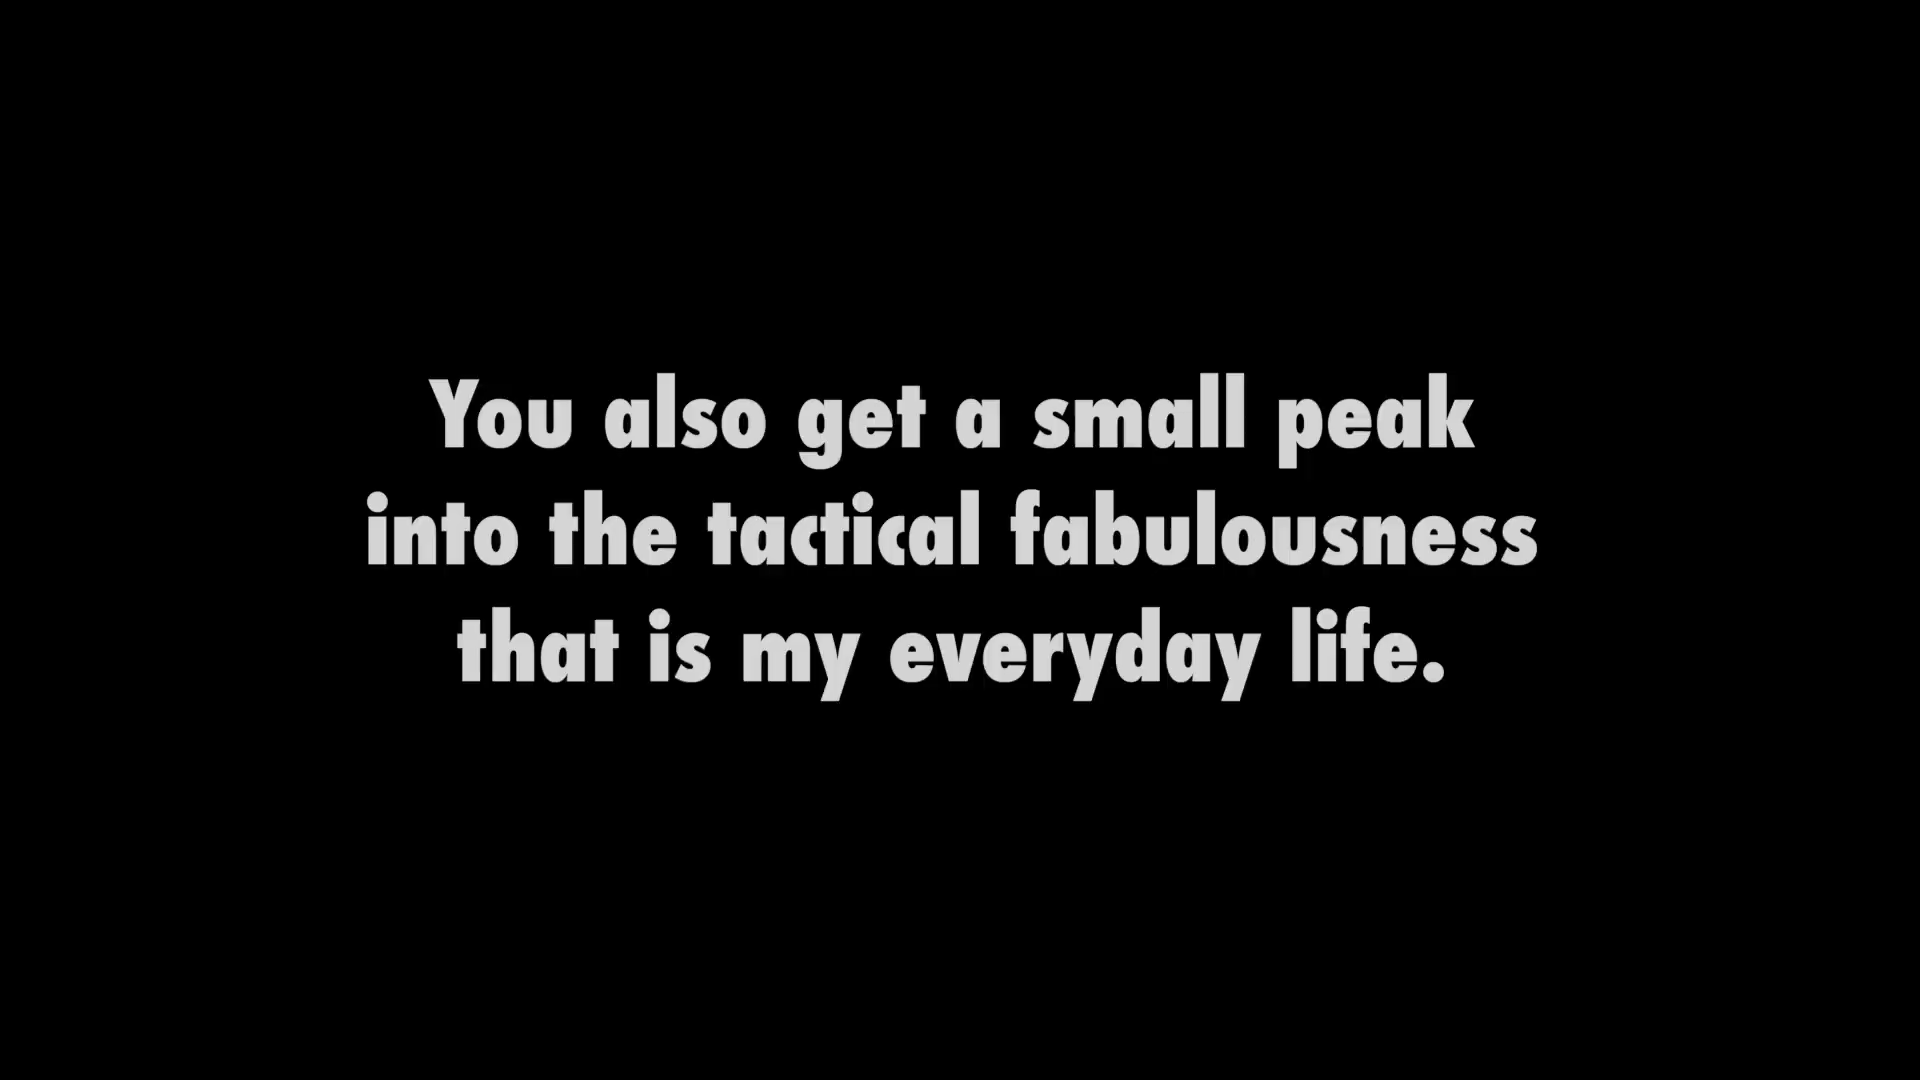 You also get a small peak
into the tactical fabulousness
that is my everyday life.